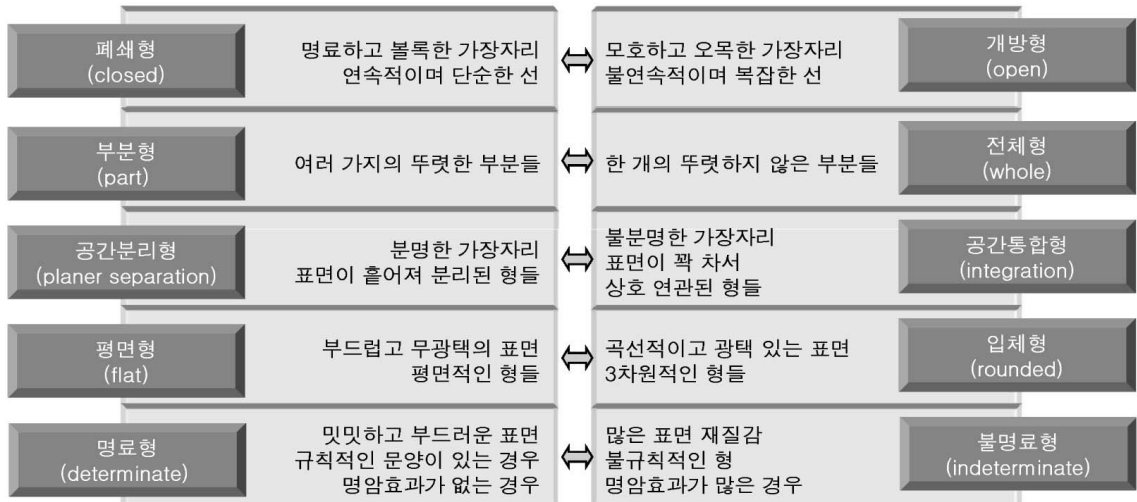 폐쇄형
(closed)
명료하고 볼록한 가장자리
연속적이며 단순한 선
모호하고 오목한 가장자리
불연속적이며 복잡한 선
개방형
(open)
부분형
(part)
여러 가지의 뚜렷한 부분들
한 개의 뚜렷하지 않은 부분들
전체형
(whole)
공간분리형
(planer separation)
분명한 가장자리
표면이 흩어져 분리된 형들
불분명한 가장자리
표면이 꽉 차서
상호 연관된 형들
공간통합형
(integration)
평면형
(flat)
부드럽고 무광택의 표면
평면적인 형들
곡선적이고 광택 있는 표면
3차원적인 형들
입체형
(rounded)
명료형
(determinate)
밋밋하고 부드러운 표면
규칙적인 문양이 있는 경우
명암효과가 없는 경우
많은 표면 재질감
불규칙적인 형
명암효과가 많은 경우
불명료형
(indeterminate)